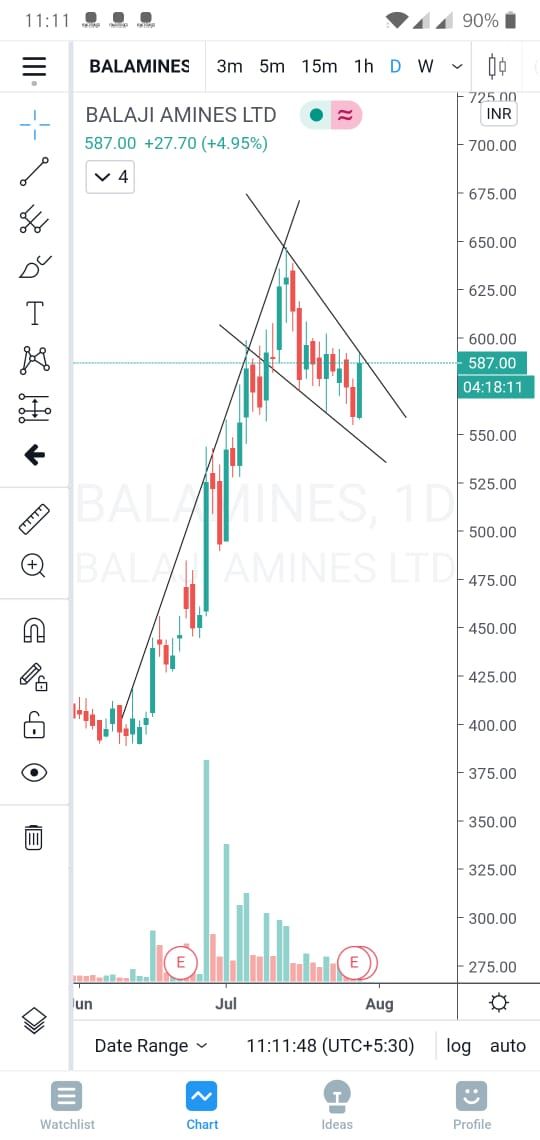 11:11 90%
BALAMINES 3m 5m 15m 1h D W
BALAJI AMINES LTD
587.00 +27.70 (+4.95%)
4
INR
725.00
700.00
675.00
650.00
625.00
600.00
587.00
04:18:11
550.00
525.00
500.00
475.00
450.00
425.00
400.00
375.00
350.00
325.00
300.00
275.00
BALAMINES, 1D
BALAJI AMINES LTD
T
E E
Jun Jul Aug
Date Range 11:11:48 (UTC+5:30) log auto
Watchlist Chart Ideas Profile